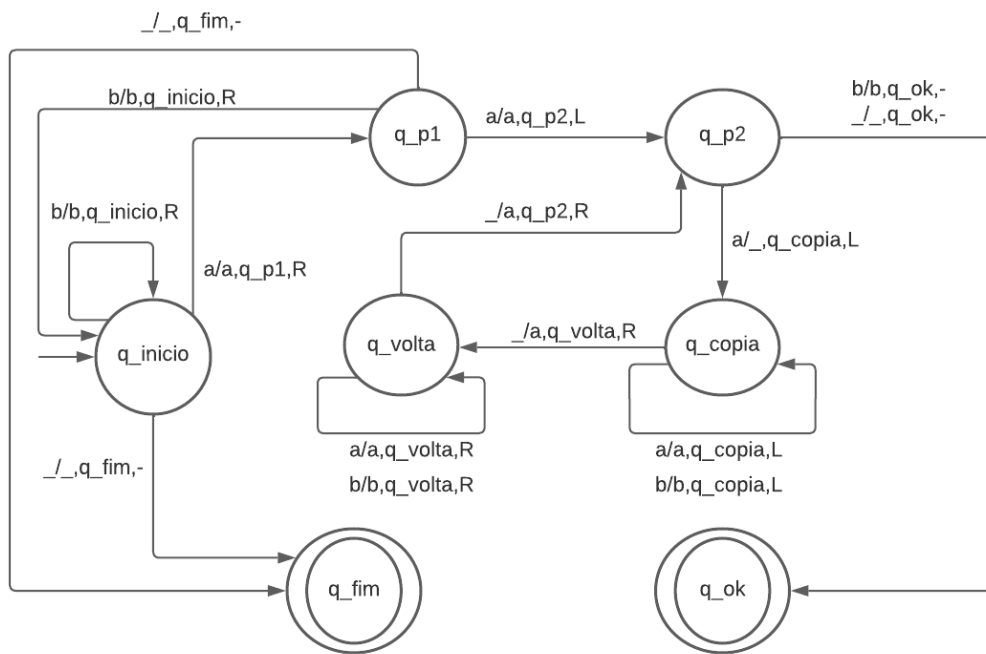 _/_,q_fim,-
b/b,q_inicio,R
q_p1
a/a,q_p2,L
q_p2
b/b,q_ok,-
_/_,q_ok,-
b/b,q_inicio,R
a/a,q_p1,R
_/a,q_p2,R
a/_,q_copia,L
q_inicio
q_volta
_/a,q_volta,R
q_copia
a/a,q_volta,R
b/b,q_volta,R
a/a,q_copia,L
b/b,q_copia,L
_/_,q_fim,-
q_fim
q_ok